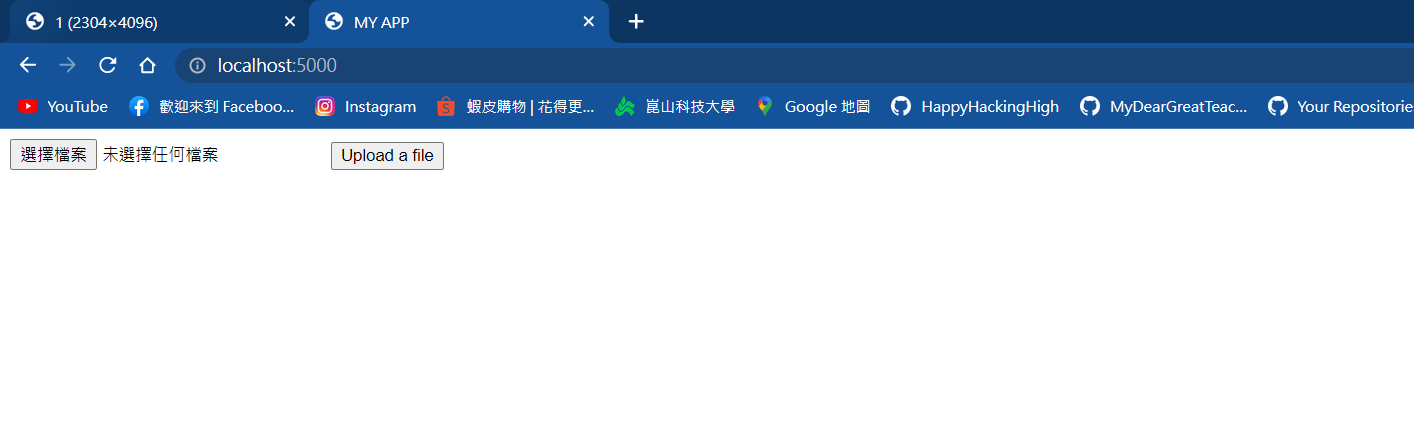 1 (2304×4096) MY APP
localhost:5000
YouTube 歡迎來到 Faceboo... Instagram 蝦皮購物 | 花得更... 崑山科技大學 Google 地圖 HappyHackingHigh MyDearGreatTeac... Your Repositorie
選擇檔案 未選擇任何檔案 Upload a file